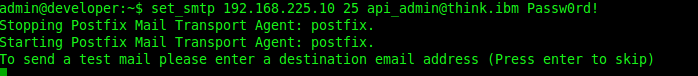 admin@developer:~$ set_smtp 192.168.225.10 25 api_admin@think.ibm Passw0rd!
Stopping Postfix Mail Transport Agent: postfix.
Starting Postfix Mail Transport Agent: postfix.
To send a test mail please enter a destination email address (Press enter to skip)